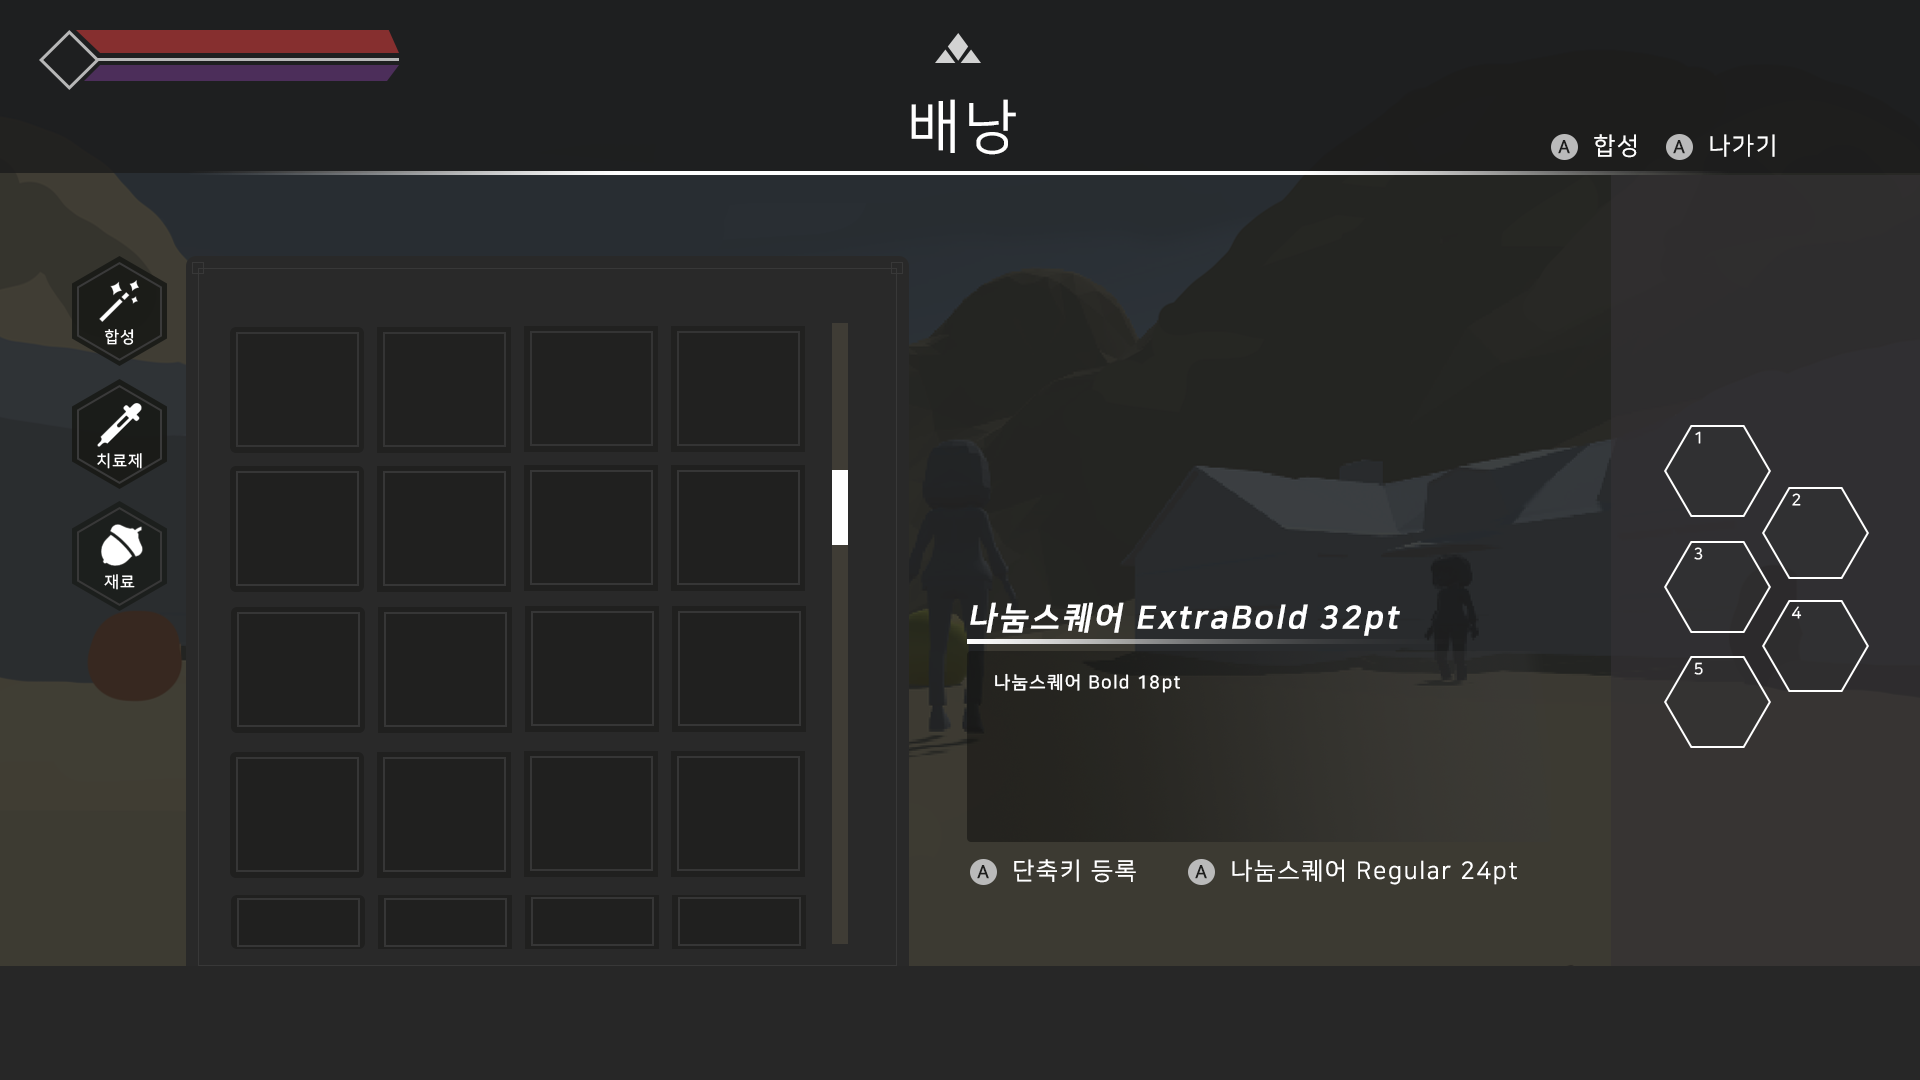 배낭
A 합성 A 나가기
합성
치료제
재료
나눔스퀘어 ExtraBold 32pt
나눔스퀘어 Bold 18pt
A 단축키 등록 A 나눔스퀘어 Regular 24pt
1
2
3
4
5